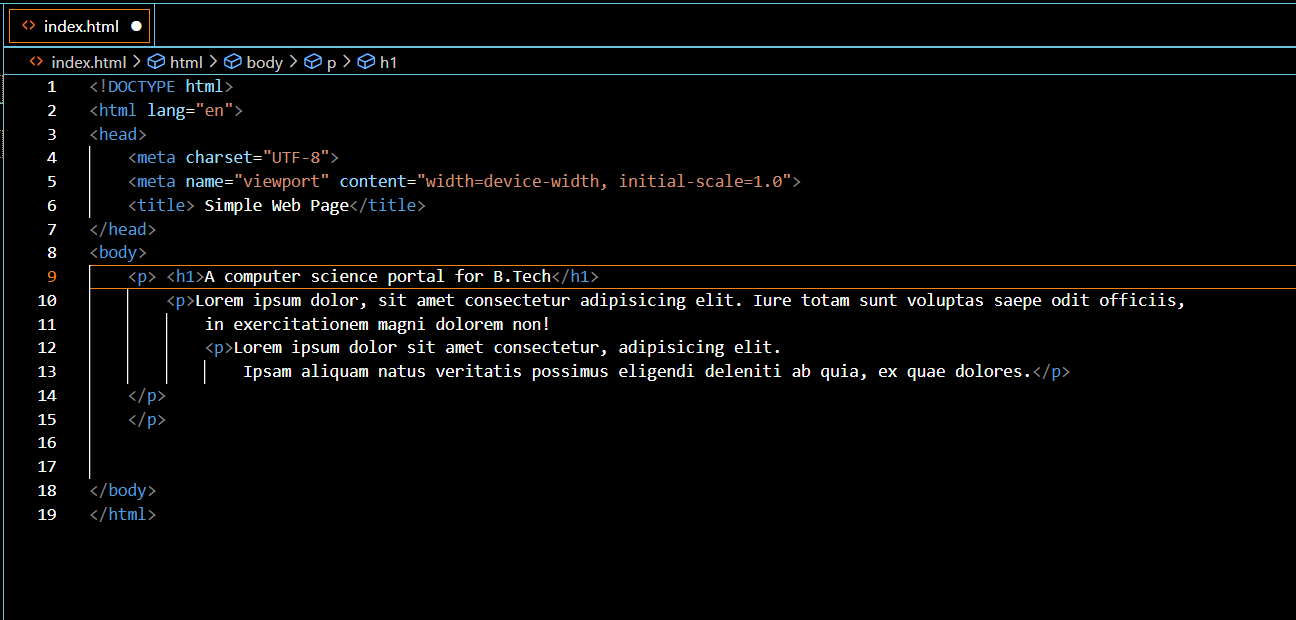 index.html
index.html > html > body > p > h1
1 <!DOCTYPE html>
2 <html lang="en">
3 <head>
4 <meta charset="UTF-8">
5 <meta name="viewport" content="width=device-width, initial-scale=1.0">
6 <title> Simple Web Page</title>
7 </head>
8 <body>
9 <p> <h1>A computer science portal for B.Tech</h1>
10 <p>Lorem ipsum dolor, sit amet consectetur adipisicing elit. Iure totam sunt voluptas saepe odit officiis,
11 in exercitationem magni dolorem non!
12 <p>Lorem ipsum dolor sit amet consectetur, adipisicing elit.
13 Ipsam aliquam natus veritatis possimus eligendi deleniti ab quia, ex quae dolores.</p>
14 </p>
15 </p>
16
17
18 </body>
19 </html>